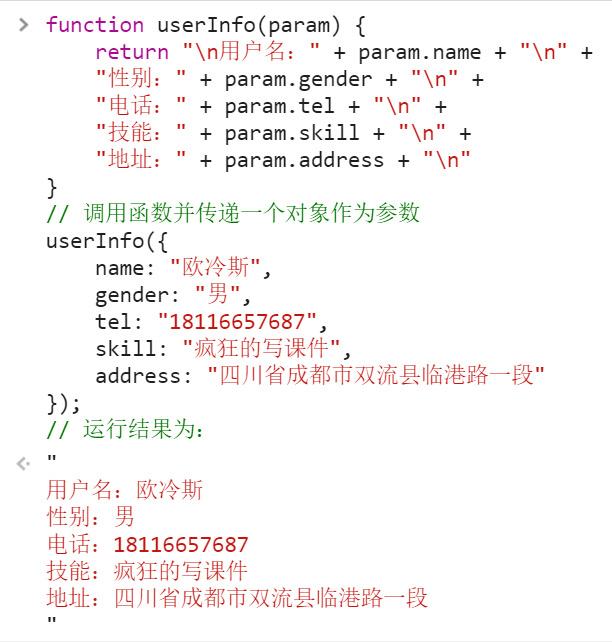 function userInfo(param) {
    return "\n用户名：" + param.name + "\n" +
    "性别：" + param.gender + "\n" +
    "电话：" + param.tel + "\n" +
    "技能：" + param.skill + "\n" +
    "地址：" + param.address + "\n"
}
// 调用函数并传递一个对象作为参数
userInfo({
    name: "欧冷斯",
    gender: "男",
    tel: "18116657687",
    skill: "疯狂的写课件",
    address: "四川省成都市双流县临港路一段"
});
// 运行结果为：
"
用户名：欧冷斯
性别：男
电话：18116657687
技能：疯狂的写课件
地址：四川省成都市双流县临港路一段
"